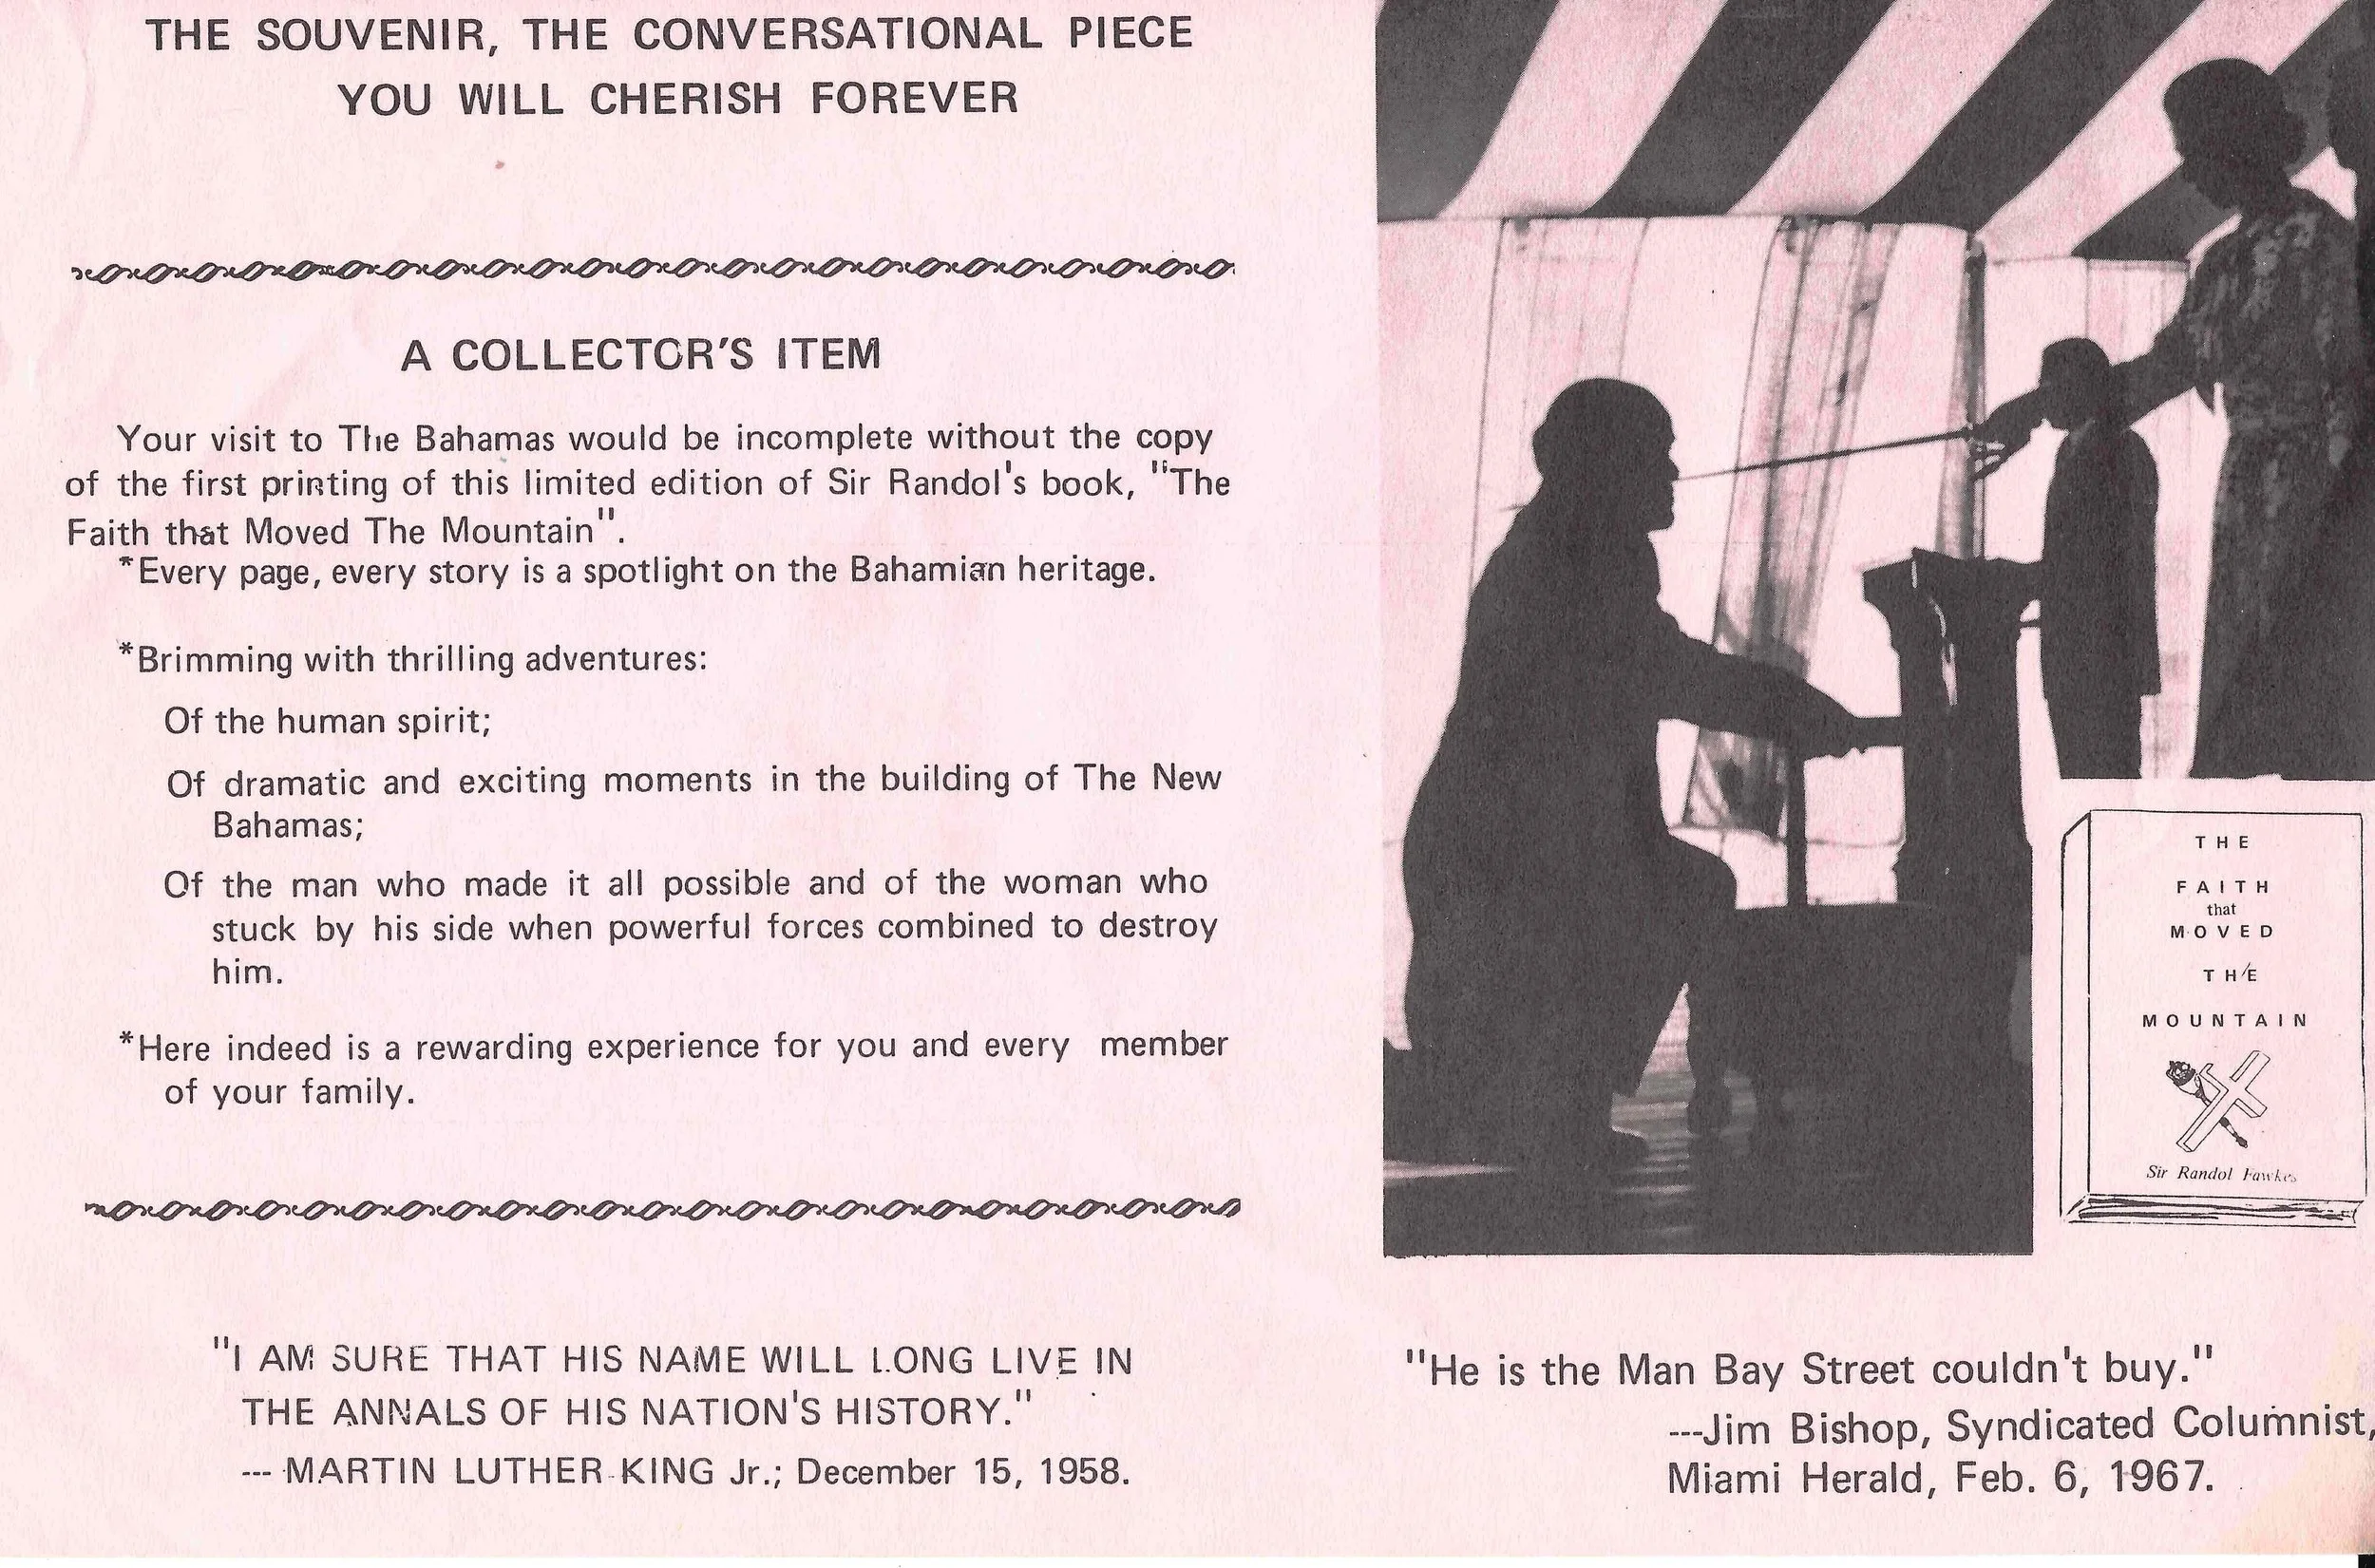 THE SOUVENIR, THE CONVERSATIONAL PIECE
YOU WILL CHERISH FOREVER
A COLLECTOR'S ITEM
Your visit to The Bahamas would be incomplete without the copy
of the first printing of this limited edition of Sir Randol's book, "The
Faith that Moved The Mountain".
*Every page, every story is a spotlight on the Bahamian heritage.
*Brimming with thrilling adventures:
Of the human spirit;
Of dramatic and exciting moments in the building of The New
Bahamas;
Of the man who made it all possible and of the woman who
stuck by his side when powerful forces combined to destroy
him.
*Here indeed is a rewarding experience for you and every member
of your family.
"I AM SURE THAT HIS NAME WILL LONG LIVE IN
THE ANNALS OF HIS NATION'S HISTORY."
--- MARTIN LUTHER KING Jr.; December 15, 1958.
THE
FAITH
that
MOVED
THE
MOUNTAIN
Sir Randol Fawkes
"He is the Man Bay Street couldn't buy."
---Jim Bishop, Syndicated Columnist,
Miami Herald, Feb. 6, 1967.